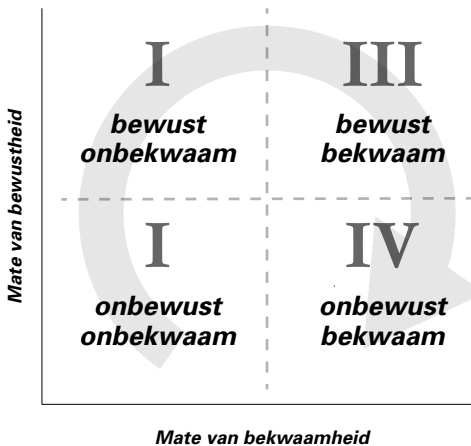 I
bewust
onbekwaam
III
bewust
bekwaam
I
onbewust
onbekwaam
IV
onbewust
bekwaam
Mate van bewustheid
Mate van bekwaamheid